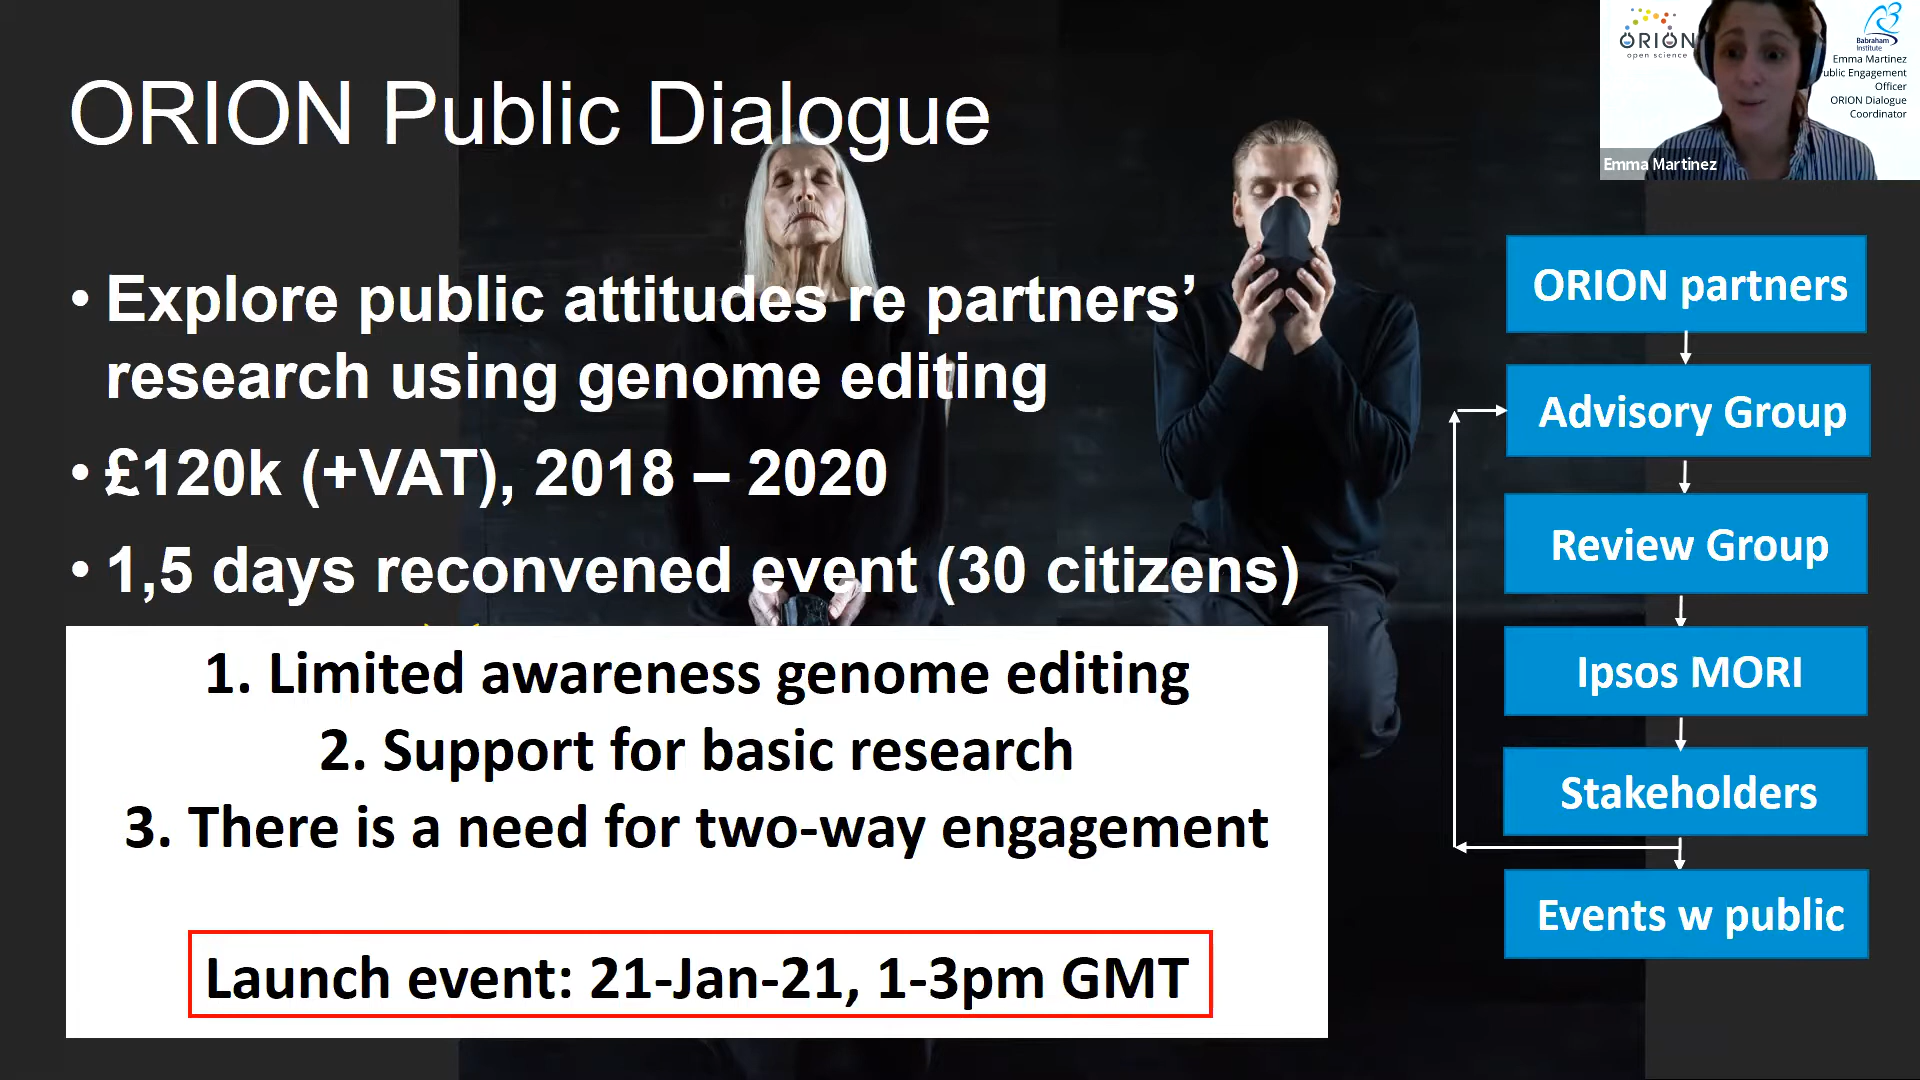 ORION Public Dialogue
• Explore public attitudes re partners’
research using genome editing
• £120k (+VAT), 2018 – 2020
• 1,5 days reconvened event (30 citizens)
1. Limited awareness genome editing
2. Support for basic research
3. There is a need for two-way engagement
Launch event: 21-Jan-21, 1-3pm GMT
ORION
open science
Babraham
Institute
Emma Martinez
ublic Engagement
Officer
ORION Dialogue
Coordinator
Emma Martinez
ORION partners
Advisory Group
Review Group
Ipsos MORI
Stakeholders
Events w public